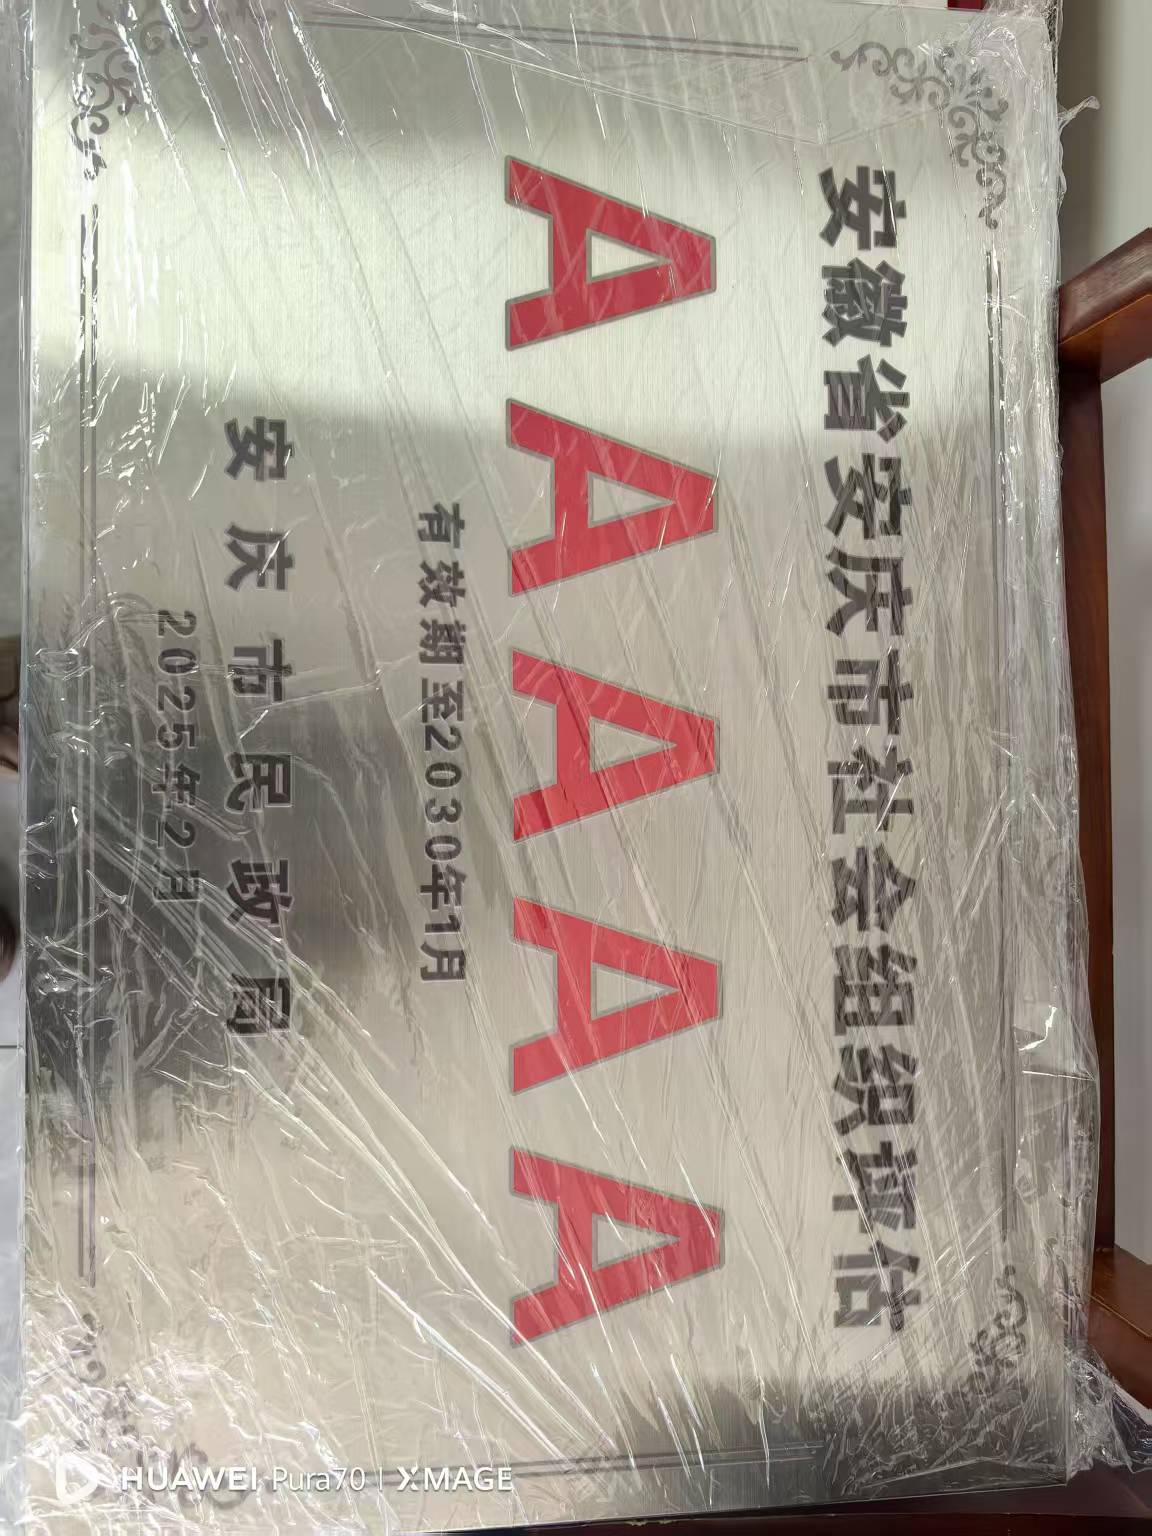 安徽省安庆市社会组织评估
AAAAA
有效期至2030年1月
安庆市民政局
2025年2月
HUAWEI Pura70 | XMAGE